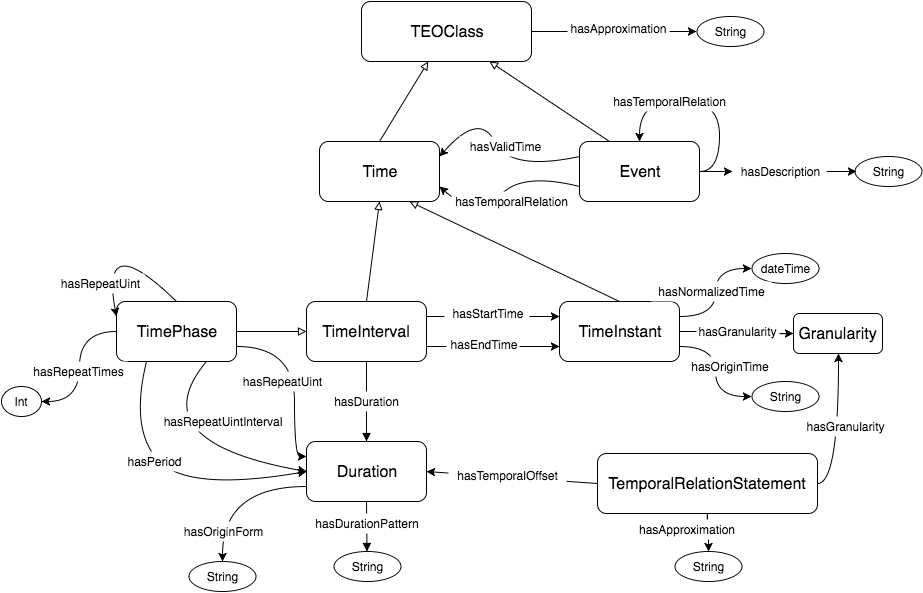 TEOClass
hasApproximation
String
hasTemporalRelation
Time
hasValidTime
Event
hasDescription
String
hasTemporalRelation
hasRepeatUint
dateTime
hasNormalizedTime
TimePhase
TimeInterval
hasStartTime
hasEndTime
TimeInstant
hasGranularity
Granularity
hasRepeatTimes
hasRepeatUint
hasOriginTime
Int
hasDuration
String
hasRepeatUintInterval
hasGranularity
hasPeriod
Duration
hasTemporalOffset
TemporalRelationStatement
hasOriginForm
hasDurationPattern
hasApproximation
String
String
String